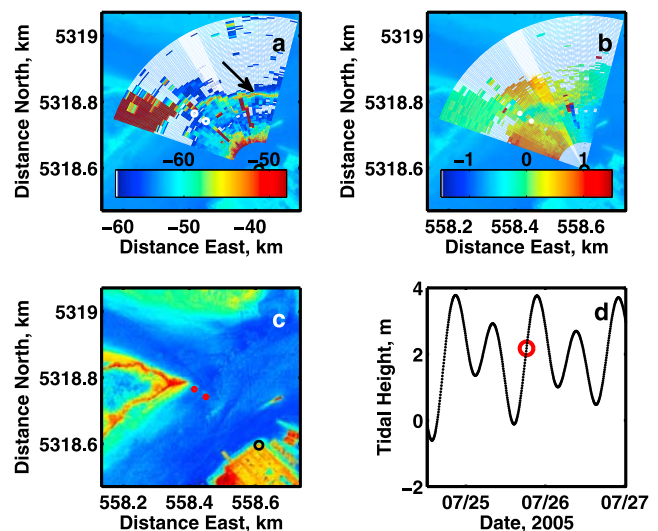 5319
5318.8
5318.6
Distance North, km
a
−60 −50
−60 −50 −40
Distance East, km
5319
5318.8
5318.6
Distance North, km
b
−1 0 1
558.2 558.4 558.6
Distance East, km
5319
5318.8
5318.6
Distance North, km
c
558.2 558.4 558.6
Distance East, km
4
2
0
−2
Tidal Height, m
d
07/25 07/26 07/27
Date, 2005